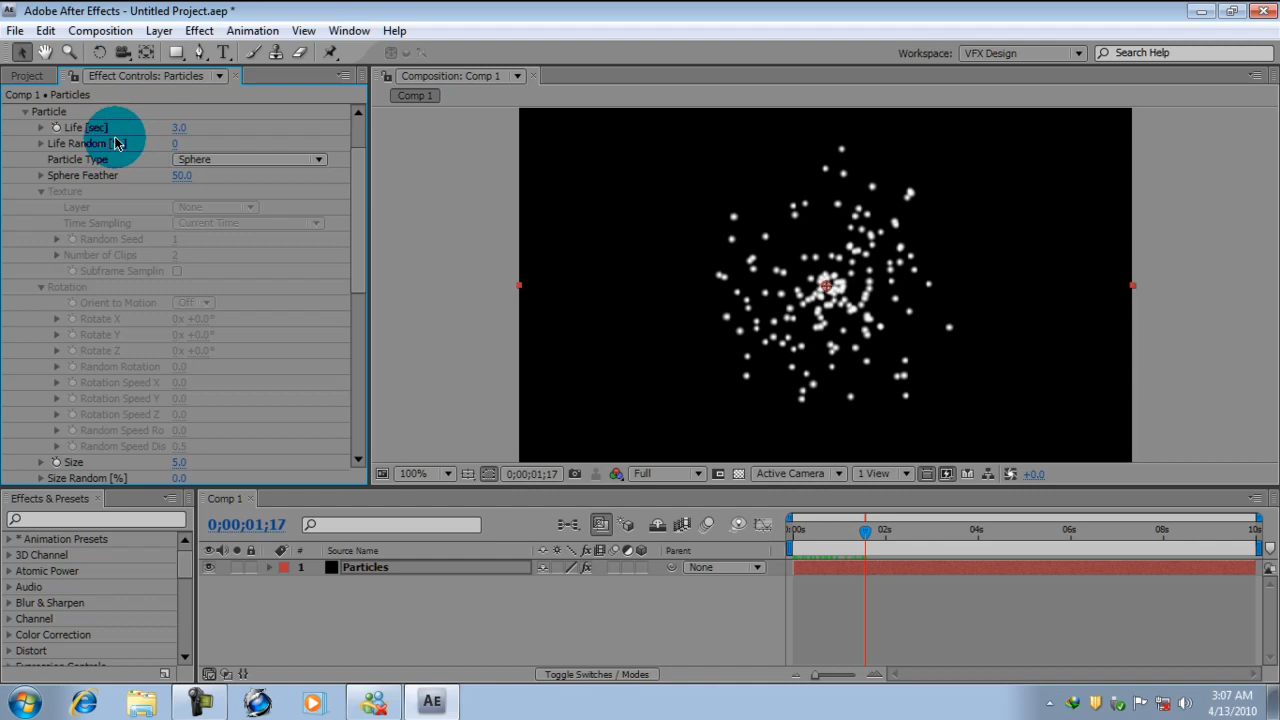 Adobe After Effects - Untitled Project.aep *
File Edit Composition Layer Effect Animation View Window Help
Workspace: VFX Design Search Help
Project Effect Controls: Particles Composition: Comp 1
Comp 1 • Particles Comp 1
Particle
Life [sec] 3.0
Life Random [%] 0
Particle Type Sphere
Sphere Feather 50.0
Texture
Layer None
Time Sampling Current Time
Random Seed 1
Number of Clips 2
Subframe Samplin
Rotation
Orient to Motion Off
Rotate X 0x +0.0°
Rotate Y 0x +0.0°
Rotate Z 0x +0.0°
Random Rotation 0.0
Rotation Speed X 0.0
Rotation Speed Y 0.0
Rotation Speed Z 0.0
Random Speed Ro 0.0
Random Speed Dis 0.5
Size 5.0
Size Random [%] 0.0
100% 0;00;01;17 Full Active Camera 1 View +0.0
Effects & Presets Comp 1
0;00;01;17
0:00s 02s 04s 06s 08s 10s
# Source Name fx Parent
1 Particles fx None
* Animation Presets
3D Channel
Atomic Power
Audio
Blur & Sharpen
Channel
Color Correction
Distort
Toggle Switches / Modes
AE
3:07 AM
4/13/2010